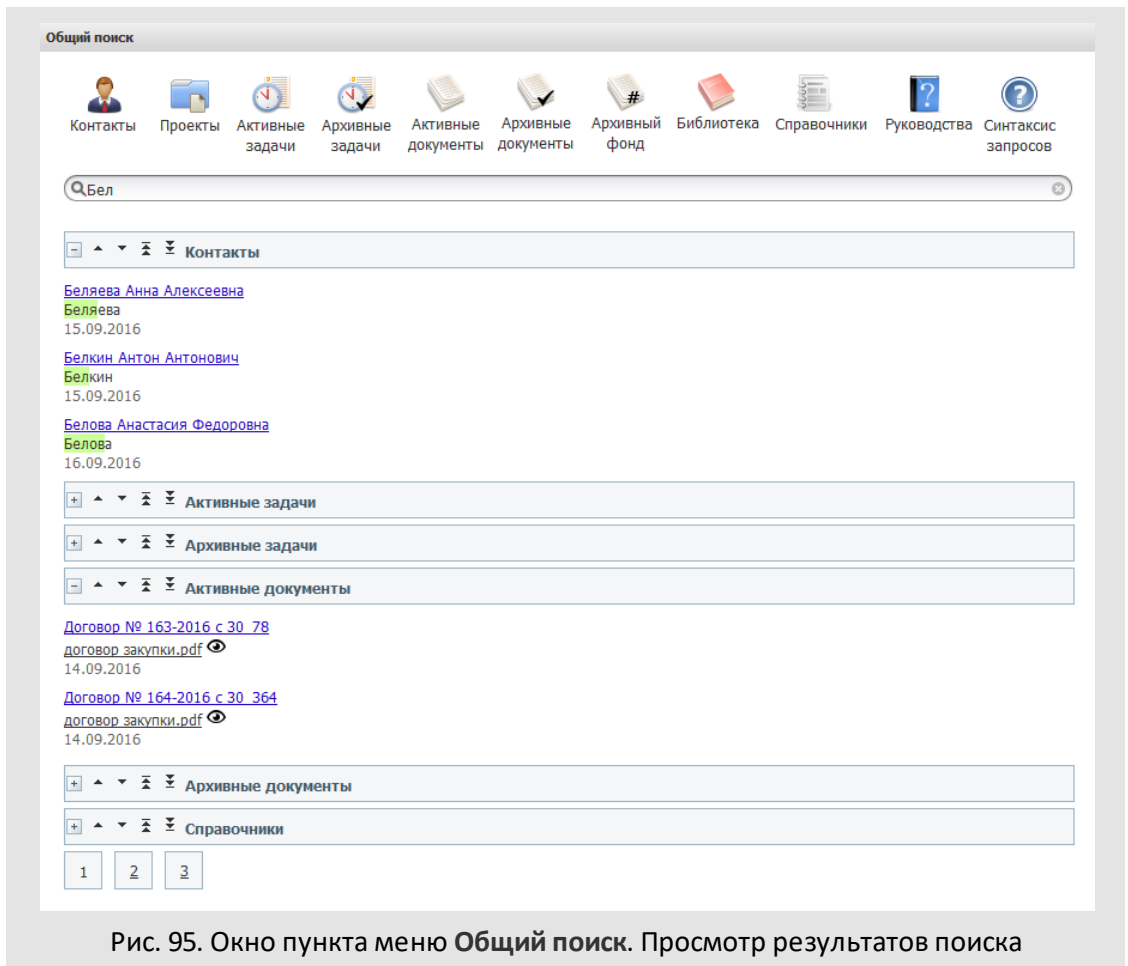 Общий поиск
Контакты Проекты Активные задачи Архивные задачи Активные документы Архивные документы Архивный фонд Библиотека Справочники Руководства Синтаксис запросов
Бел
Контакты
Беляева Анна Алексеевна
Беляева
15.09.2016
Белкин Антон Антонович
Белкин
15.09.2016
Белова Анастасия Федоровна
Белова
16.09.2016
Активные задачи
Архивные задачи
Активные документы
Договор № 163-2016 с 30_78
договор закупки.pdf
14.09.2016
Договор № 164-2016 с 30_364
договор закупки.pdf
14.09.2016
Архивные документы
Справочники
1 2 3
Рис. 95. Окно пункта меню Общий поиск. Просмотр результатов поиска